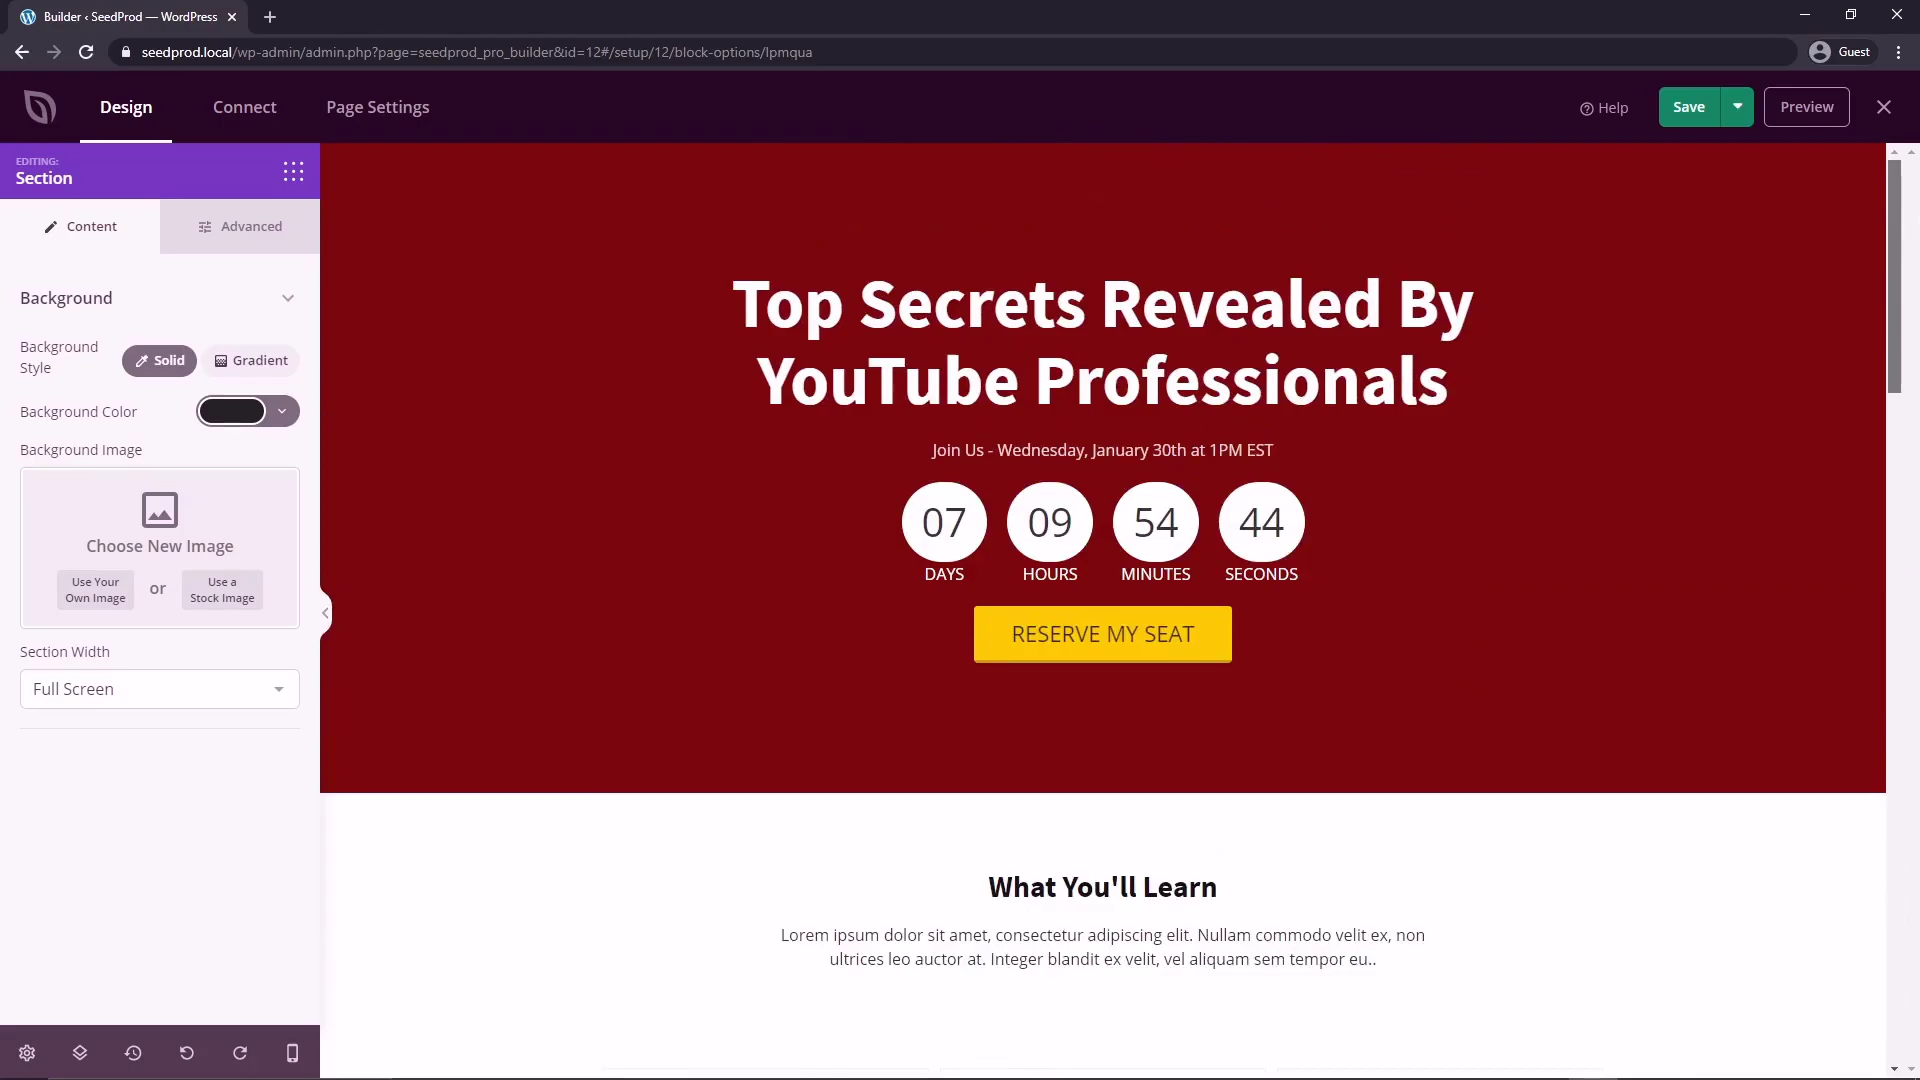 Builder ‹ SeedProd — WordPress
seedprod.local/wp-admin/admin.php?page=seedprod_pro_builder&id=12#/setup/12/block-options/lpmqua
Guest
Design
Connect
Page Settings
Help
Save
Preview
EDITING:
Section
Content
Advanced
Background
Background
Style
Solid
Gradient
Background Color
Background Image
Choose New Image
Use Your
Own Image
or
Use a
Stock Image
Section Width
Full Screen
Top Secrets Revealed By
YouTube Professionals
Join Us - Wednesday, January 30th at 1PM EST
07 09 54 44
DAYS HOURS MINUTES SECONDS
RESERVE MY SEAT
What You'll Learn
Lorem ipsum dolor sit amet, consectetur adipiscing elit. Nullam commodo velit ex, non
ultrices leo auctor at. Integer blandit ex velit, vel aliquam sem tempor eu..